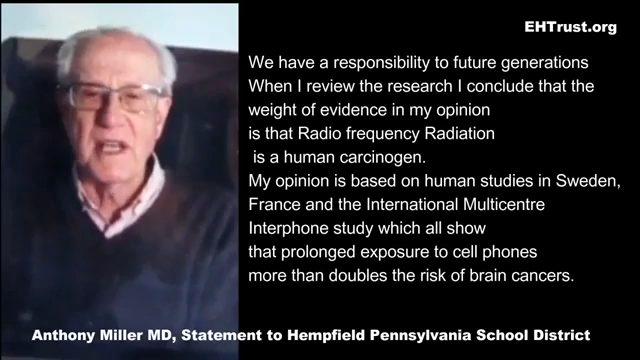 EHTrust.org
We have a responsibility to future generations
When I review the research I conclude that the
weight of evidence in my opinion
is that Radio frequency Radiation
is a human carcinogen.
My opinion is based on human studies in Sweden,
France and the International Multicentre
Interphone study which all show
that prolonged exposure to cell phones
more than doubles the risk of brain cancers.
Anthony Miller MD, Statement to Hempfield Pennsylvania School District